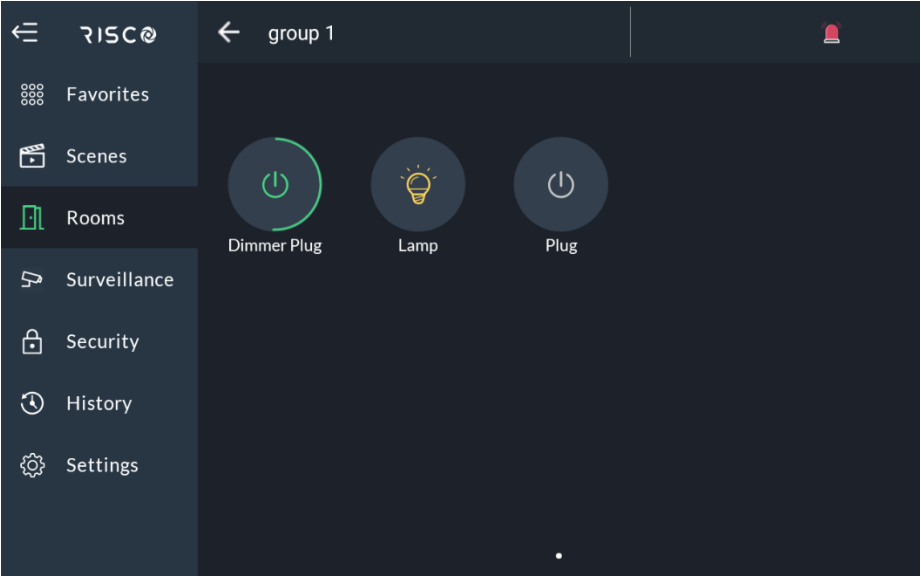 RISCO
group 1
Favorites
Scenes
Rooms
Surveillance
Security
History
Settings
Dimmer Plug
Lamp
Plug